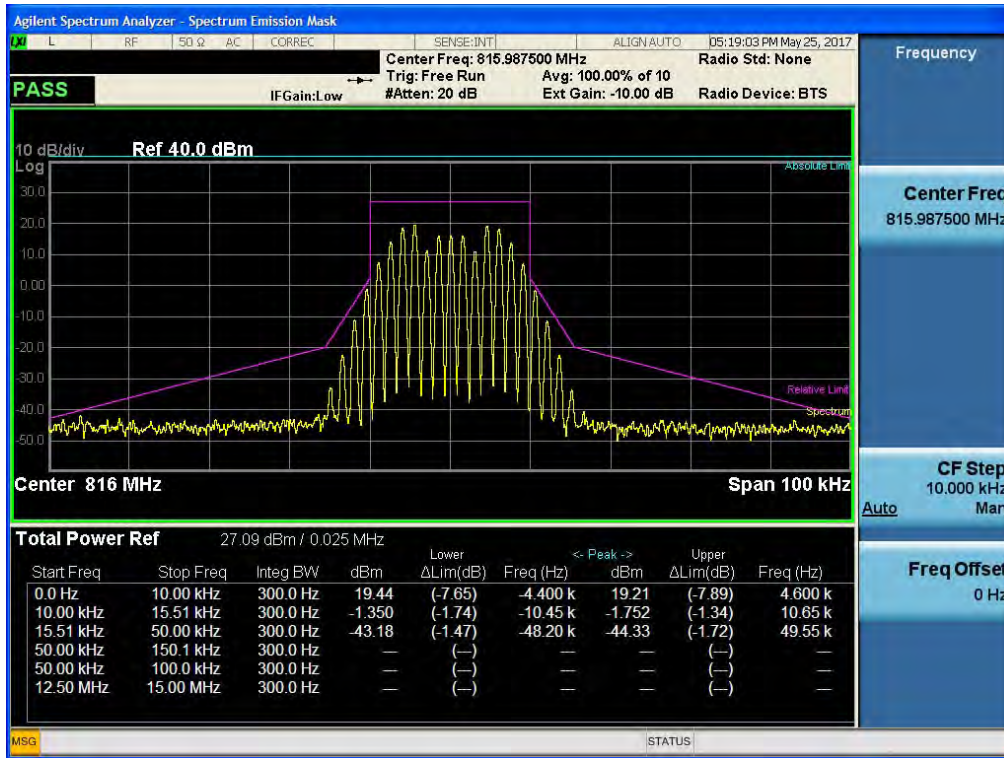 Agilent Spectrum Analyzer - Spectrum Emission Mask
LXI L RF 50 Ω AC CORREC SENSE:INT ALIGN AUTO 05:19:03 PM May 25, 2017
Center Freq: 815.987500 MHz Radio Std: None
Trig: Free Run Avg: 100.00% of 10
PASS IFGain:Low #Atten: 20 dB Ext Gain: -10.00 dB Radio Device: BTS
10 dB/div Ref 40.0 dBm
Log Absolute Limit
30.0
20.0
10.0
0.00
-10.0
-20.0
-30.0
Relative Limit
-40.0
Spectrum
-50.0
Center 816 MHz Span 100 kHz
Total Power Ref 27.09 dBm / 0.025 MHz
Lower <- Peak -> Upper
Start Freq Stop Freq Integ BW dBm ΔLim(dB) Freq (Hz) dBm ΔLim(dB) Freq (Hz)
0.0 Hz 10.00 kHz 300.0 Hz 19.44 (-7.65) -4.400 k 19.21 (-7.89) 4.600 k
10.00 kHz 15.51 kHz 300.0 Hz -1.350 (-1.74) -10.45 k -1.752 (-1.34) 10.65 k
15.51 kHz 50.00 kHz 300.0 Hz -43.18 (-1.47) -48.20 k -44.33 (-1.72) 49.55 k
50.00 kHz 150.1 kHz 300.0 Hz — (—) — — (—) —
50.00 kHz 100.0 kHz 300.0 Hz — (—) — — (—) —
12.50 MHz 15.00 MHz 300.0 Hz — (—) — — (—) —
MSG STATUS
Frequency
Center Freq
815.987500 MHz
CF Step
10.000 kHz
Auto Man
Freq Offset
0 Hz